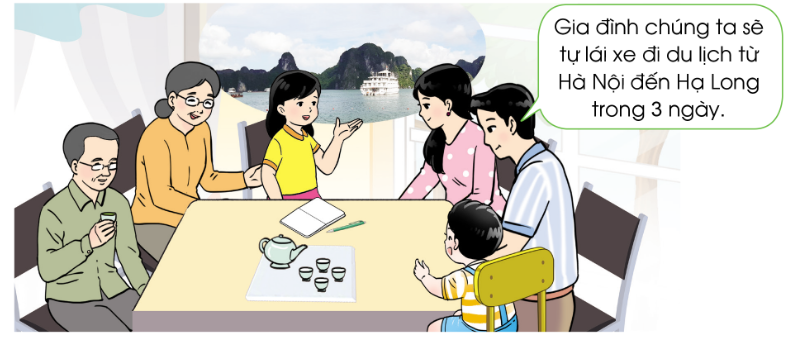 Gia đình chúng ta sẽ
tự lái xe đi du lịch từ
Hà Nội đến Hạ Long
trong 3 ngày.